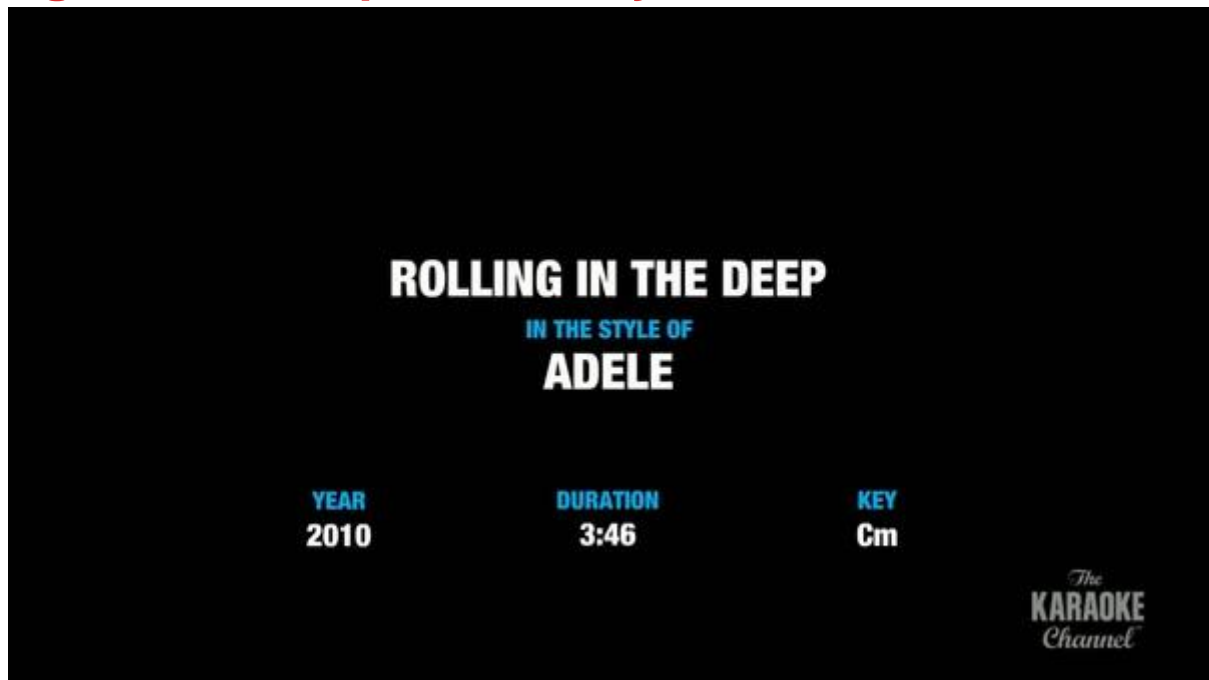 ROLLING IN THE DEEP
IN THE STYLE OF
ADELE
YEAR DURATION KEY
2010 3:46 Cm
The
KARAOKE
Channel